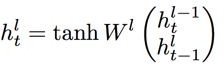 h_t^l = tanh W^l \begin{pmatrix} h_t^{l-1} \\ h_{t-1}^l \end{pmatrix}